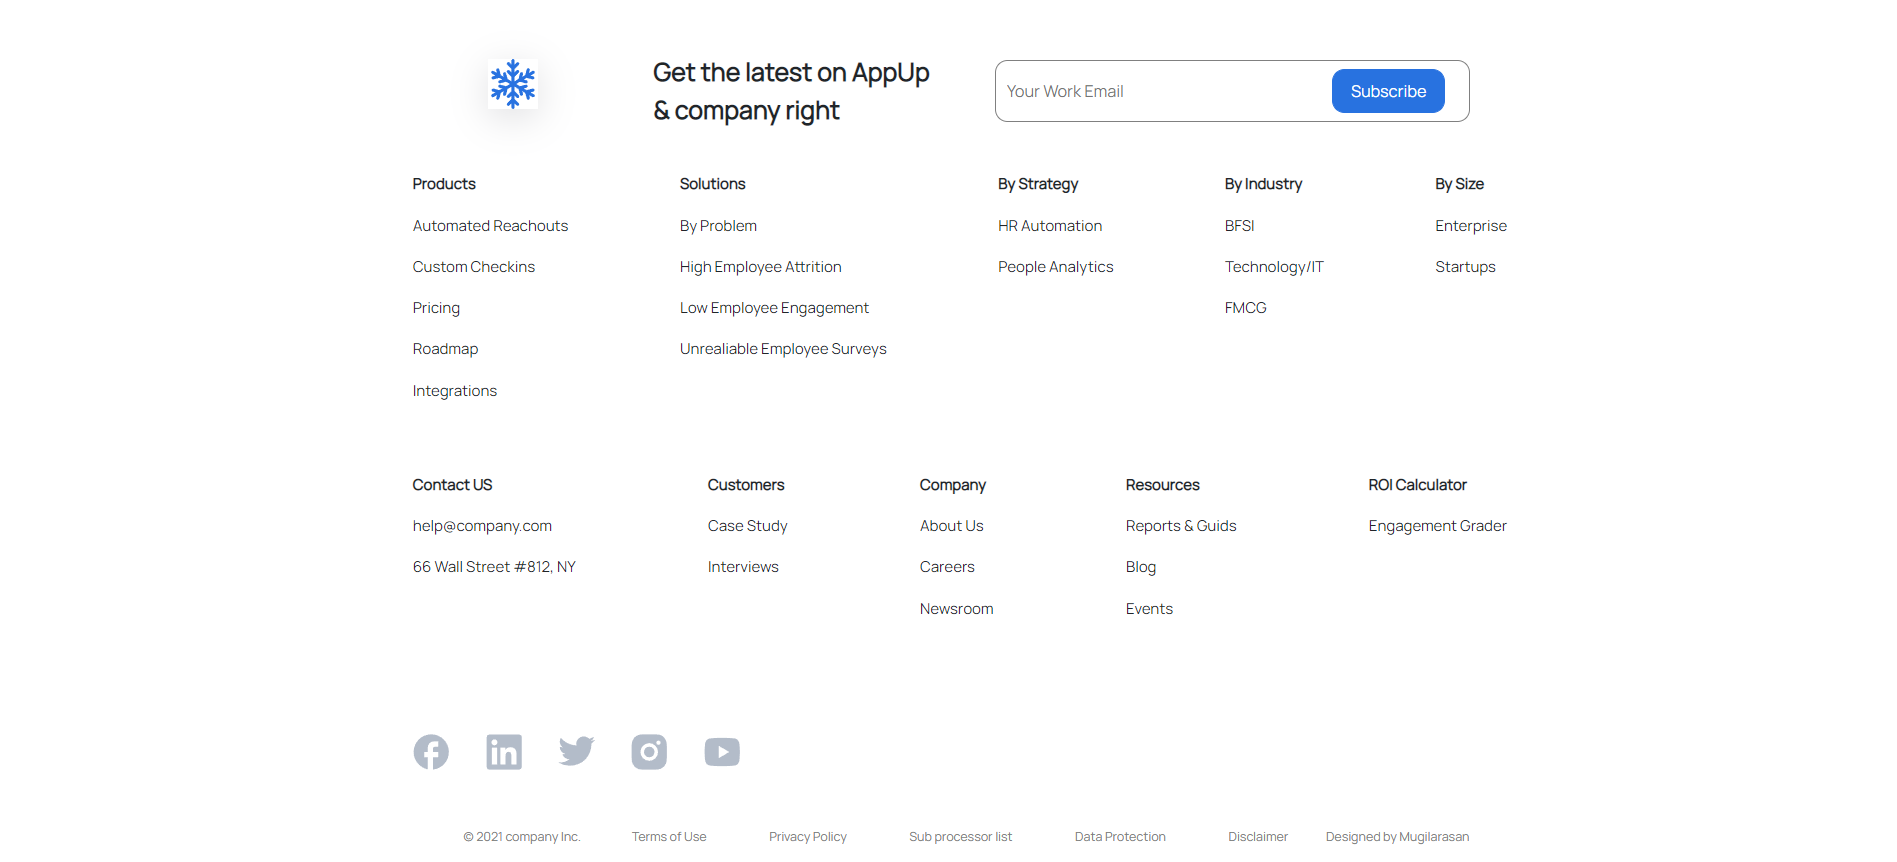 Get the latest on AppUp
& company right
Your Work Email
Subscribe
Products
Automated Reachouts
Custom Checkins
Pricing
Roadmap
Integrations
Solutions
By Problem
High Employee Attrition
Low Employee Engagement
Unrealiable Employee Surveys
By Strategy
HR Automation
People Analytics
By Industry
BFSI
Technology/IT
FMCG
By Size
Enterprise
Startups
Contact US
help@company.com
66 Wall Street #812, NY
Customers
Case Study
Interviews
Company
About Us
Careers
Newsroom
Resources
Reports & Guids
Blog
Events
ROI Calculator
Engagement Grader
© 2021 company Inc.
Terms of Use
Privacy Policy
Sub processor list
Data Protection
Disclaimer
Designed by Mugilarasan